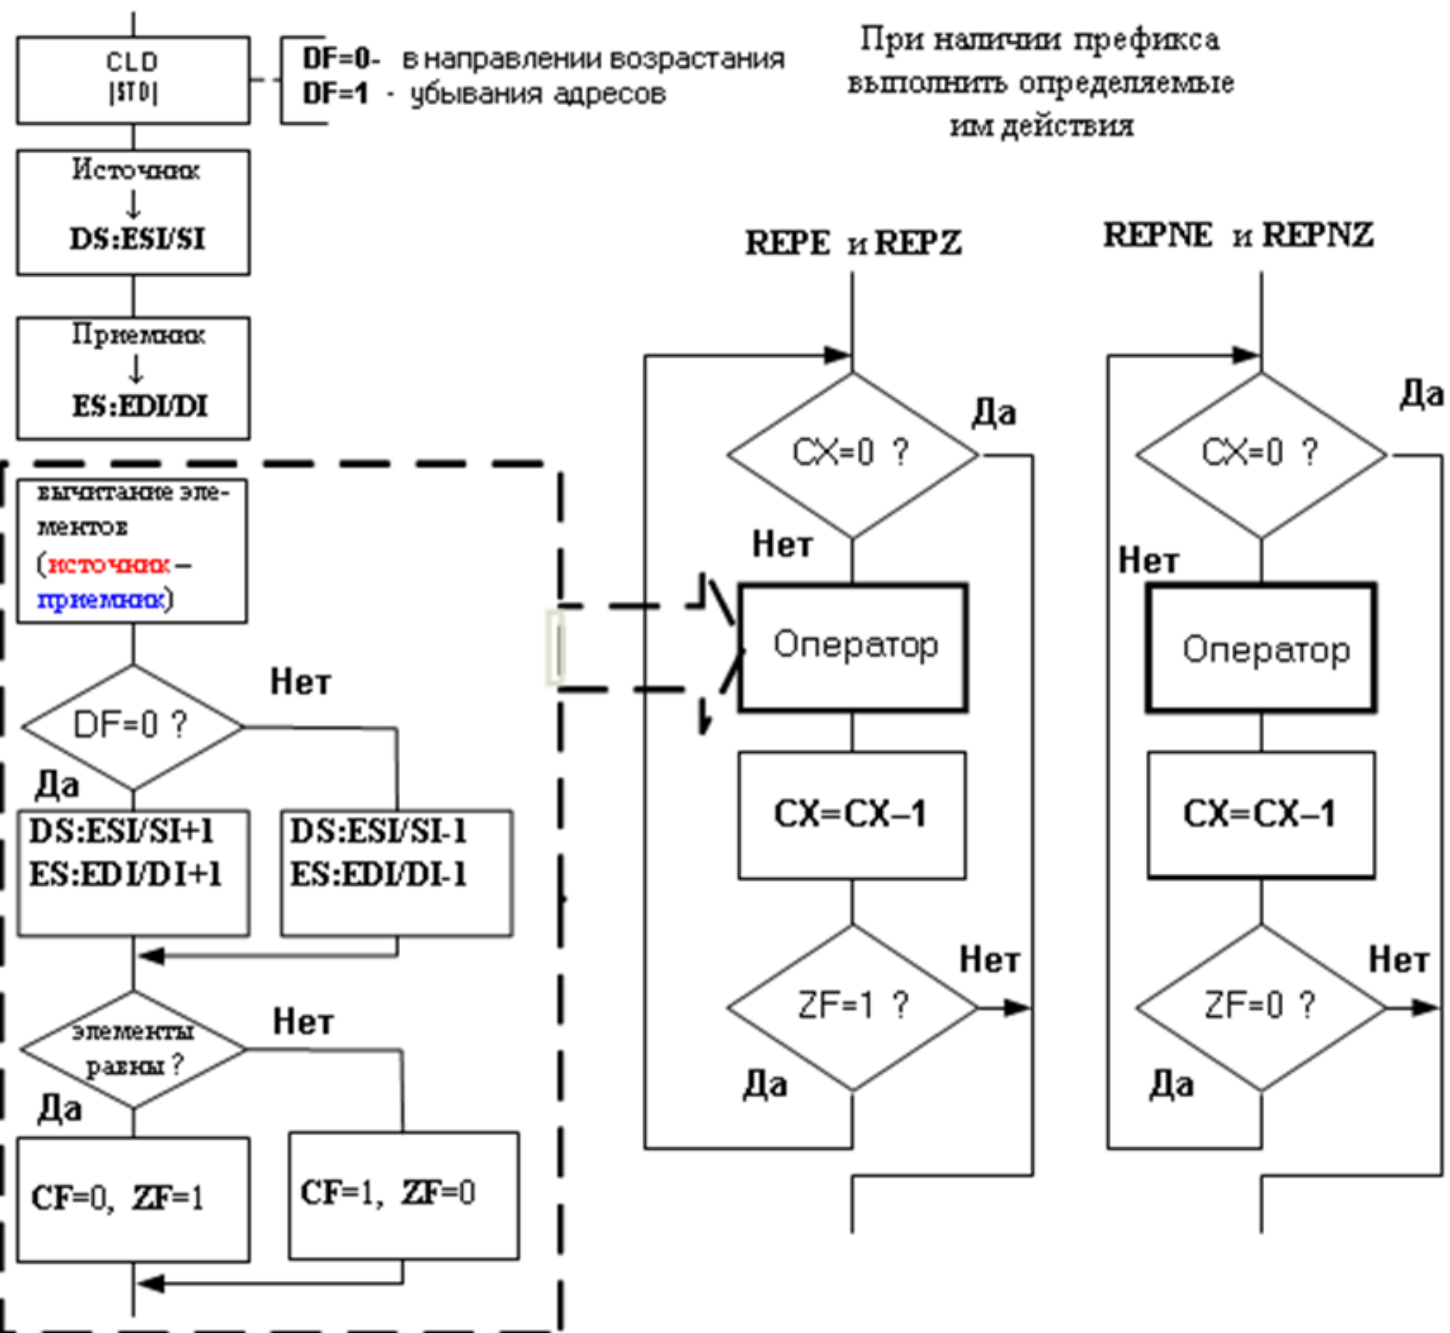 CLD
|STD|
DF=0- в направлении возрастания
DF=1 - убывания адресов
При наличии префикса
выполнить определяемые
им действия
Источник
↓
DS:ESI/SI
Приемник
↓
ES:EDI/DI
вычитание эле-
ментов
(источник–
приемник)
DF=0 ?
Нет
Да
DS:ESI/SI+1
ES:EDI/DI+1
DS:ESI/SI-1
ES:EDI/DI-1
элементы
равны ?
Нет
Да
CF=0, ZF=1
CF=1, ZF=0
REPE и REPZ
CX=0 ?
Да
Нет
Оператор
CX=CX–1
ZF=1 ?
Нет
Да
REPNE и REPNZ
CX=0 ?
Да
Нет
Оператор
CX=CX–1
ZF=0 ?
Нет
Да